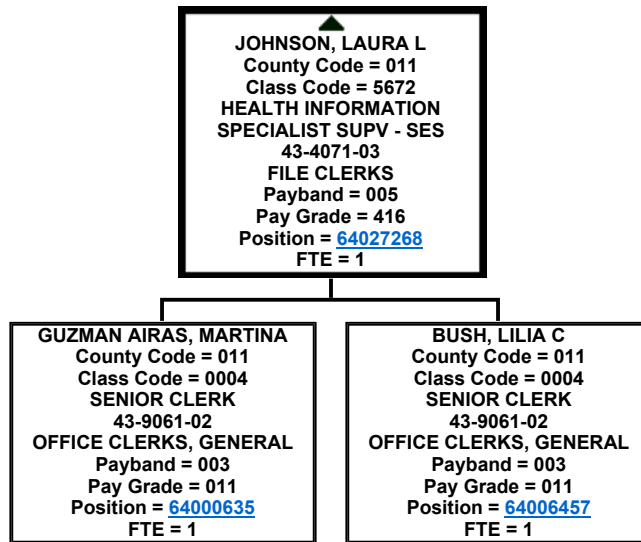 JOHNSON, LAURA L
County Code = 011
Class Code = 5672
HEALTH INFORMATION
SPECIALIST SUPV - SES
43-4071-03
FILE CLERKS
Payband = 005
Pay Grade = 416
Position = 64027268
FTE = 1
GUZMAN AIRAS, MARTINA
County Code = 011
Class Code = 0004
SENIOR CLERK
43-9061-02
OFFICE CLERKS, GENERAL
Payband = 003
Pay Grade = 011
Position = 64000635
FTE = 1
BUSH, LILIA C
County Code = 011
Class Code = 0004
SENIOR CLERK
43-9061-02
OFFICE CLERKS, GENERAL
Payband = 003
Pay Grade = 011
Position = 64006457
FTE = 1